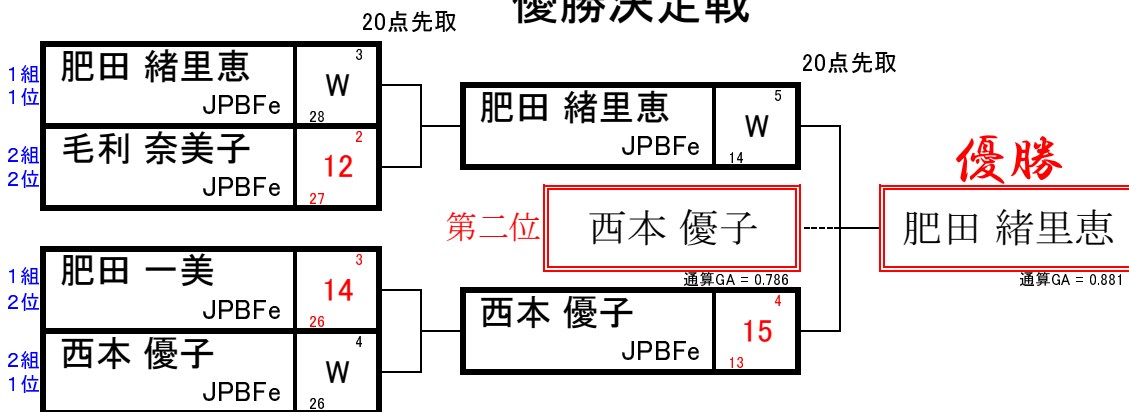 優勝決定戦
20点先取
1組
1位
肥田 緒里恵
JPBFe
3
W
28
2組
2位
毛利 奈美子
JPBFe
2
12
27
1組
2位
肥田 一美
JPBFe
3
14
26
2組
1位
西本 優子
JPBFe
4
W
26
20点先取
肥田 緒里恵
JPBFe
5
W
14
第二位
西本 優子
通算GA = 0.786
西本 優子
JPBFe
4
15
13
優勝
肥田 緒里恵
通算GA = 0.881